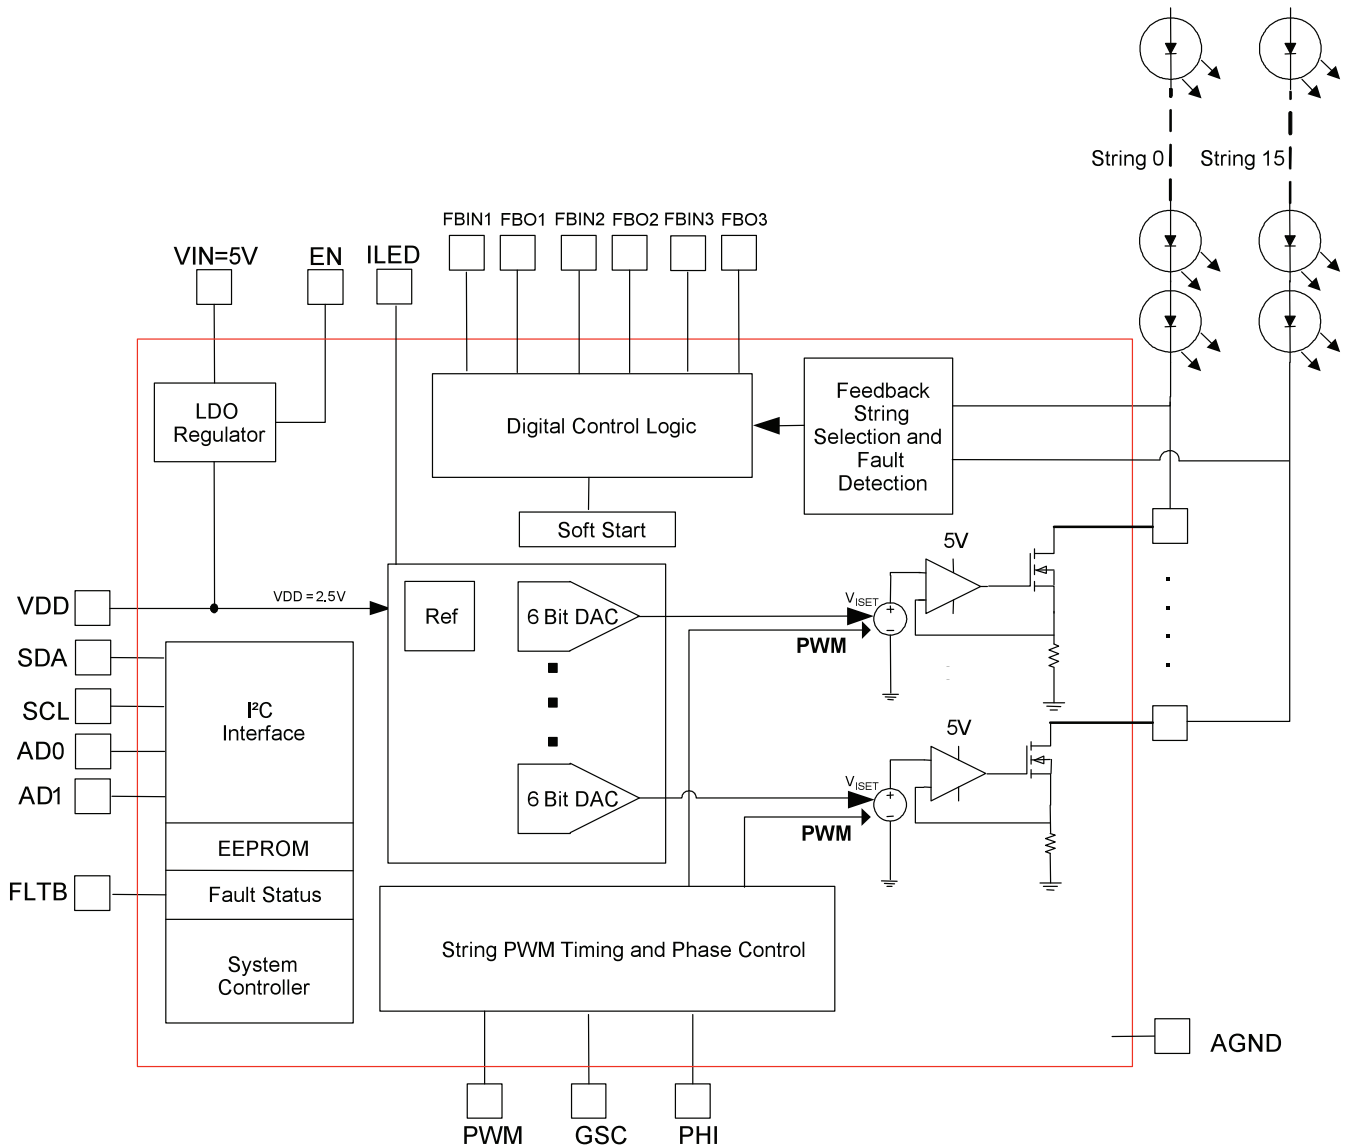 String 0
String 15
FBIN1
FBO1
FBIN2
FBO2
FBIN3
FBO3
VIN=5V
EN
ILED
LDO
Regulator
Digital Control Logic
Feedback
String
Selection and
Fault
Detection
Soft Start
5V
VDD
VDD = 2.5V
Ref
6 Bit DAC
VISET
PWM
SDA
SCL
AD0
AD1
I²C
Interface
5V
6 Bit DAC
VISET
PWM
EEPROM
FLTB
Fault Status
System
Controller
String PWM Timing and Phase Control
AGND
PWM
GSC
PHI